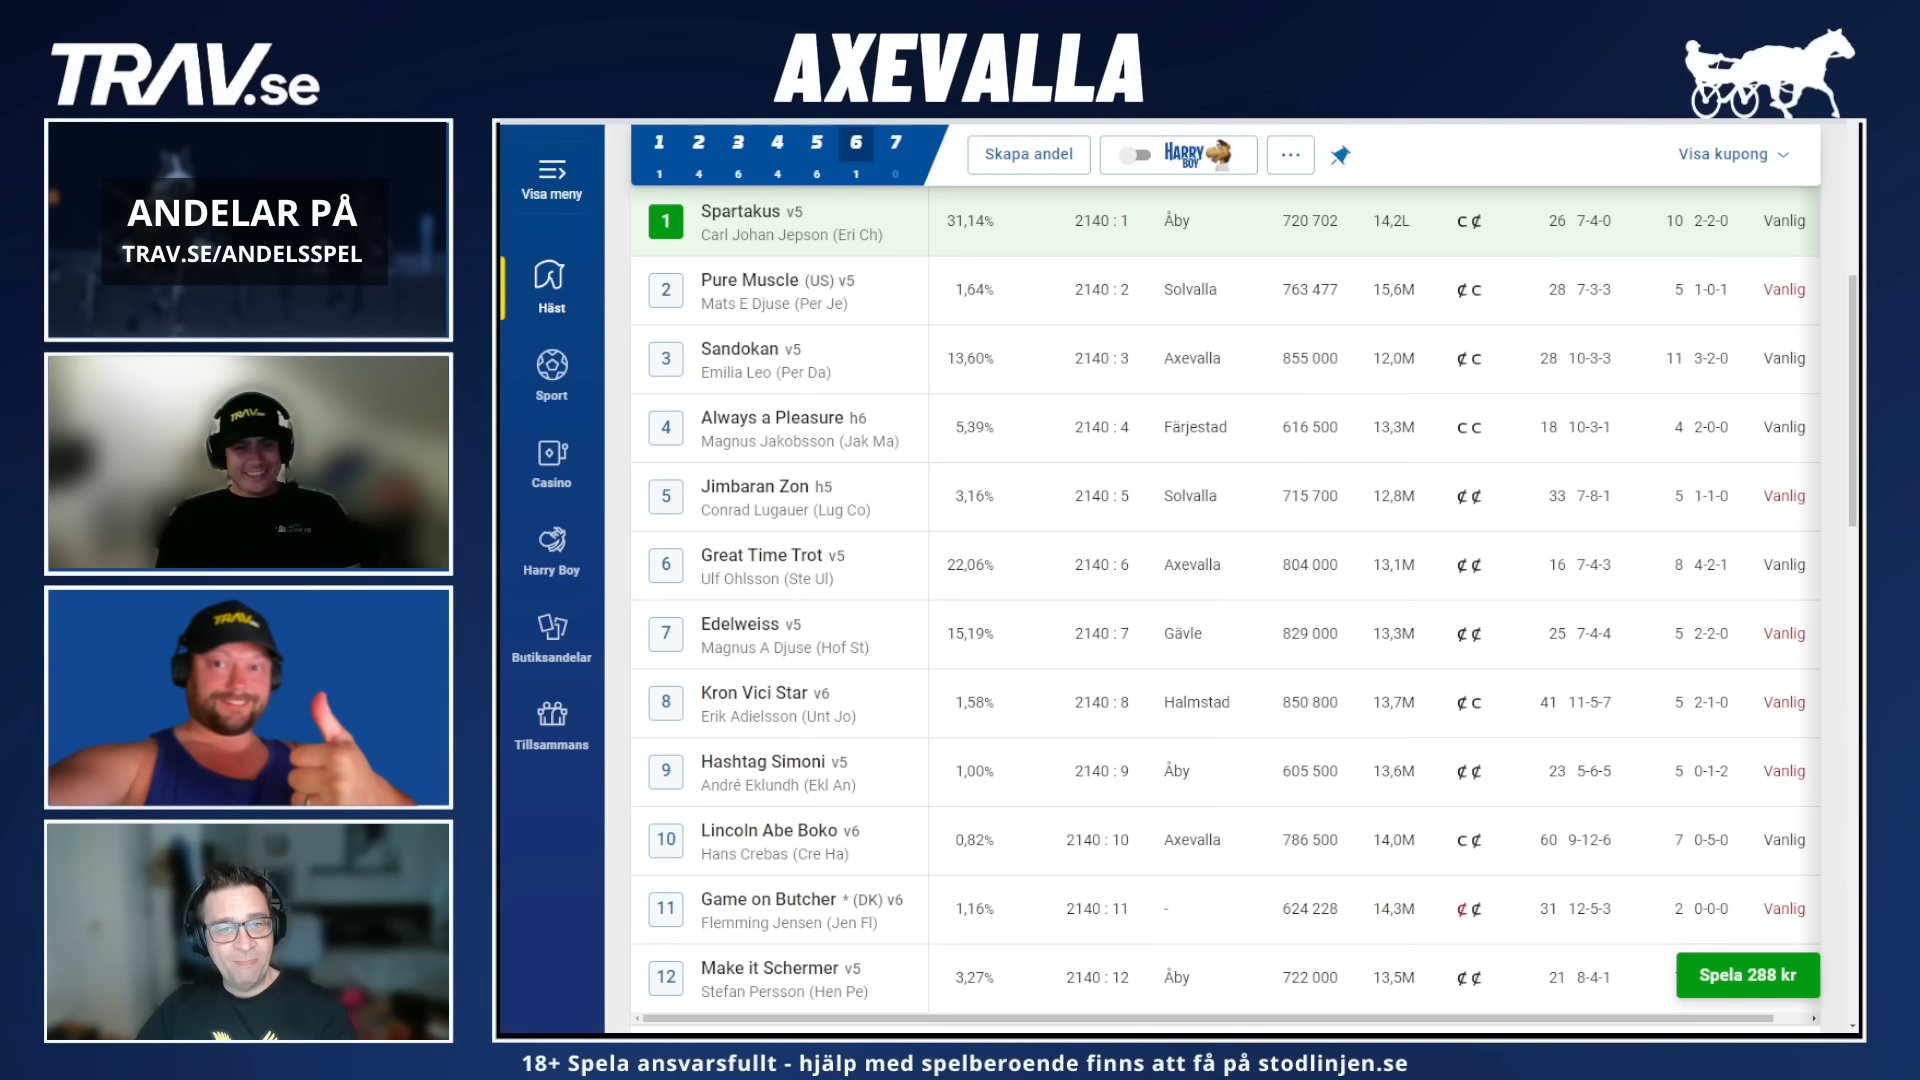 TRAV.se
AXEVALLA
ANDELAR PÅ
TRAV.SE/ANDELSSPEL
TRAV.se
TRAV.se
Visa meny
Häst
Sport
Casino
Harry Boy
Butiksandelar
Tillsammans
1 2 3 4 5 6 7
1 4 6 4 6 1 0
Skapa andel
HARRY BOY
...
Visa kupong
1 Spartakus v5 31,14% 2140 : 1 Åby 720 702 14,2L C ₵ 26 7-4-0 10 2-2-0 Vanlig
Carl Johan Jepson (Eri Ch)
2 Pure Muscle (US) v5 1,64% 2140 : 2 Solvalla 763 477 15,6M ₵ C 28 7-3-3 5 1-0-1 Vanlig
Mats E Djuse (Per Je)
3 Sandokan v5 13,60% 2140 : 3 Axevalla 855 000 12,0M ₵ C 28 10-3-3 11 3-2-0 Vanlig
Emilia Leo (Per Da)
4 Always a Pleasure h6 5,39% 2140 : 4 Färjestad 616 500 13,3M C C 18 10-3-1 4 2-0-0 Vanlig
Magnus Jakobsson (Jak Ma)
5 Jimbaran Zon h5 3,16% 2140 : 5 Solvalla 715 700 12,8M ₵ ₵ 33 7-8-1 5 1-1-0 Vanlig
Conrad Lugauer (Lug Co)
6 Great Time Trot v5 22,06% 2140 : 6 Axevalla 804 000 13,1M ₵ ₵ 16 7-4-3 8 4-2-1 Vanlig
Ulf Ohlsson (Ste Ul)
7 Edelweiss v5 15,19% 2140 : 7 Gävle 829 000 13,3M ₵ ₵ 25 7-4-4 5 2-2-0 Vanlig
Magnus A Djuse (Hof St)
8 Kron Vici Star v6 1,58% 2140 : 8 Halmstad 850 800 13,7M ₵ C 41 11-5-7 5 2-1-0 Vanlig
Erik Adielsson (Unt Jo)
9 Hashtag Simoni v5 1,00% 2140 : 9 Åby 605 500 13,6M ₵ ₵ 23 5-6-5 5 0-1-2 Vanlig
André Eklundh (Ekl An)
10 Lincoln Abe Boko v6 0,82% 2140 : 10 Axevalla 786 500 14,0M C ₵ 60 9-12-6 7 0-5-0 Vanlig
Hans Crebas (Cre Ha)
11 Game on Butcher * (DK) v6 1,16% 2140 : 11 - 624 228 14,3M ₵ ₵ 31 12-5-3 2 0-0-0 Vanlig
Flemming Jensen (Jen Fl)
12 Make it Schermer v5 3,27% 2140 : 12 Åby 722 000 13,5M ₵ ₵ 21 8-4-1
Stefan Persson (Hen Pe)
Spela 288 kr
18+ Spela ansvarsfullt - hjälp med spelberoende finns att få på stodlinjen.se